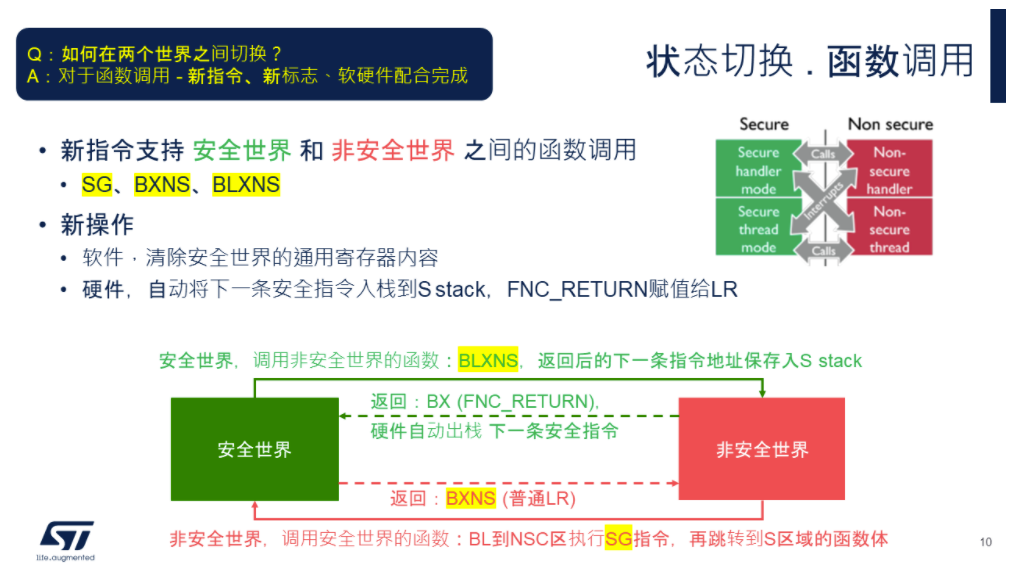 Q：如何在两个世界之间切换？
A：对于函数调用 - 新指令、新标志、软硬件配合完成
状态切换 . 函数调用
• 新指令支持 安全世界 和 非安全世界 之间的函数调用
• SG、BXNS、BLXNS
• 新操作
• 软件，清除安全世界的通用寄存器内容
• 硬件，自动将下一条安全指令入栈到S stack，FNC_RETURN赋值给LR
Secure
Non secure
Secure handler mode
Calls
Non-secure handler
Interrupts
Secure thread mode
Calls
Non-secure thread
安全世界，调用非安全世界的函数：BLXNS，返回后的下一条指令地址保存入S stack
返回：BX (FNC_RETURN),
硬件自动出栈 下一条安全指令
安全世界
非安全世界
返回：BXNS (普通LR)
非安全世界，调用安全世界的函数：BL到NSC区执行SG指令，再跳转到S区域的函数体
ST
life.augmented
10